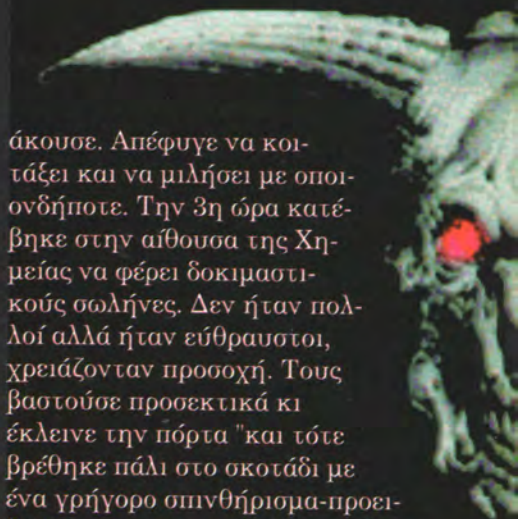 άκουσε. Απέφυγε να κοι-
τάξει και να μιλήσει με οποι-
ονδήποτε. Την 3η ώρα κατέ-
βηκε στην αίθουσα της Χη-
μείας να φέρει δοκιμαστι-
κούς σωλήνες. Δεν ήταν πολ-
λοί αλλά ήταν εύθραυστοι,
χρειάζονταν προσοχή. Τους
βαστούσε προσεκτικά κι
έκλεινε την πόρτα "και τότε
βρέθηκε πάλι στο σκοτάδι με
ένα γρήγορο σπινθήρισμα-προει-